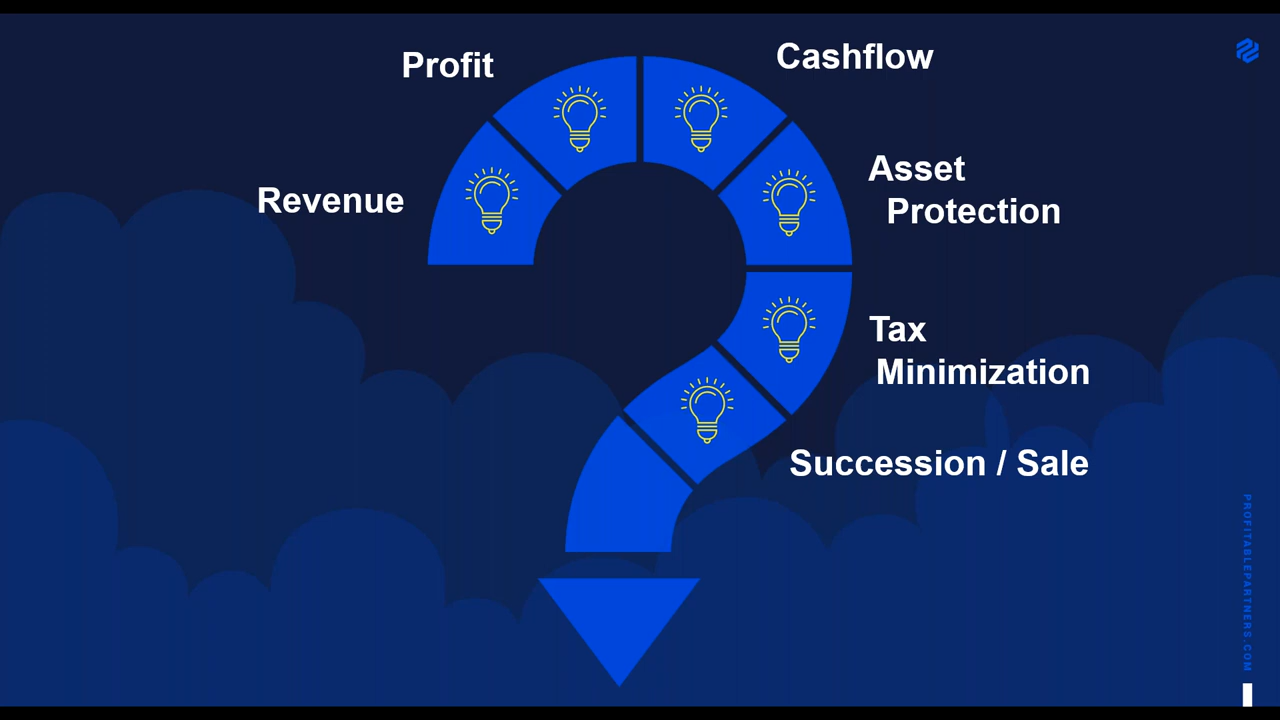 Profit
Cashflow
Revenue
Asset
Protection
Tax
Minimization
Succession / Sale
PROFITABLEPARTNERS.COM